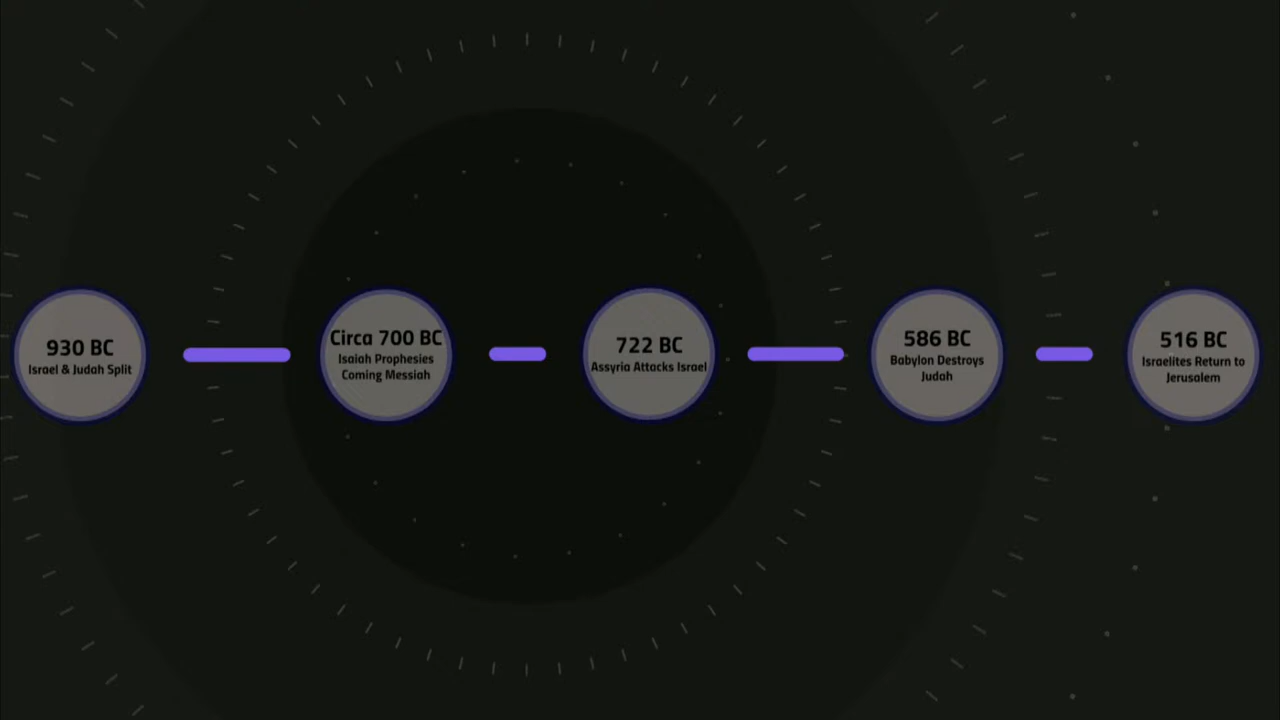 930 BC
Israel & Judah Split
Circa 700 BC
Isaiah Prophesies
Coming Messiah
722 BC
Assyria Attacks Israel
586 BC
Babylon Destroys
Judah
516 BC
Israelites Return to
Jerusalem